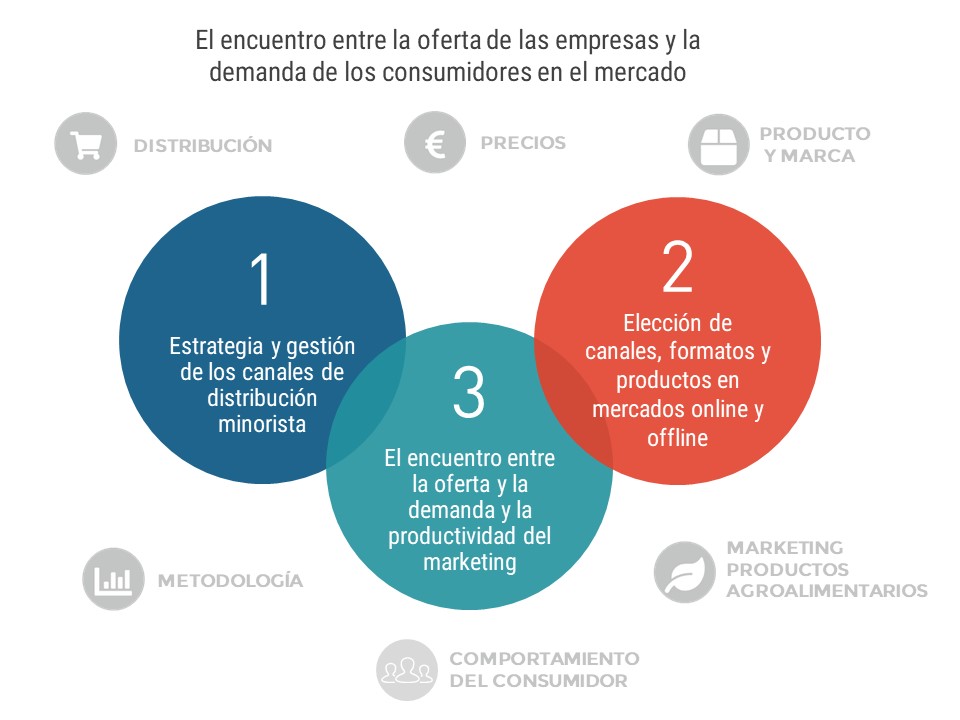 El encuentro entre la oferta de las empresas y la
demanda de los consumidores en el mercado
DISTRIBUCIÓN
€
PRECIOS
PRODUCTO
Y MARCA
1
Estrategia y gestión
de los canales de
distribución
minorista
2
Elección de
canales, formatos y
productos en
mercados online y
offline
3
El encuentro entre
la oferta y la
demanda y la
productividad del
marketing
METODOLOGÍA
MARKETING
PRODUCTOS
AGROALIMENTARIOS
COMPORTAMIENTO
DEL CONSUMIDOR